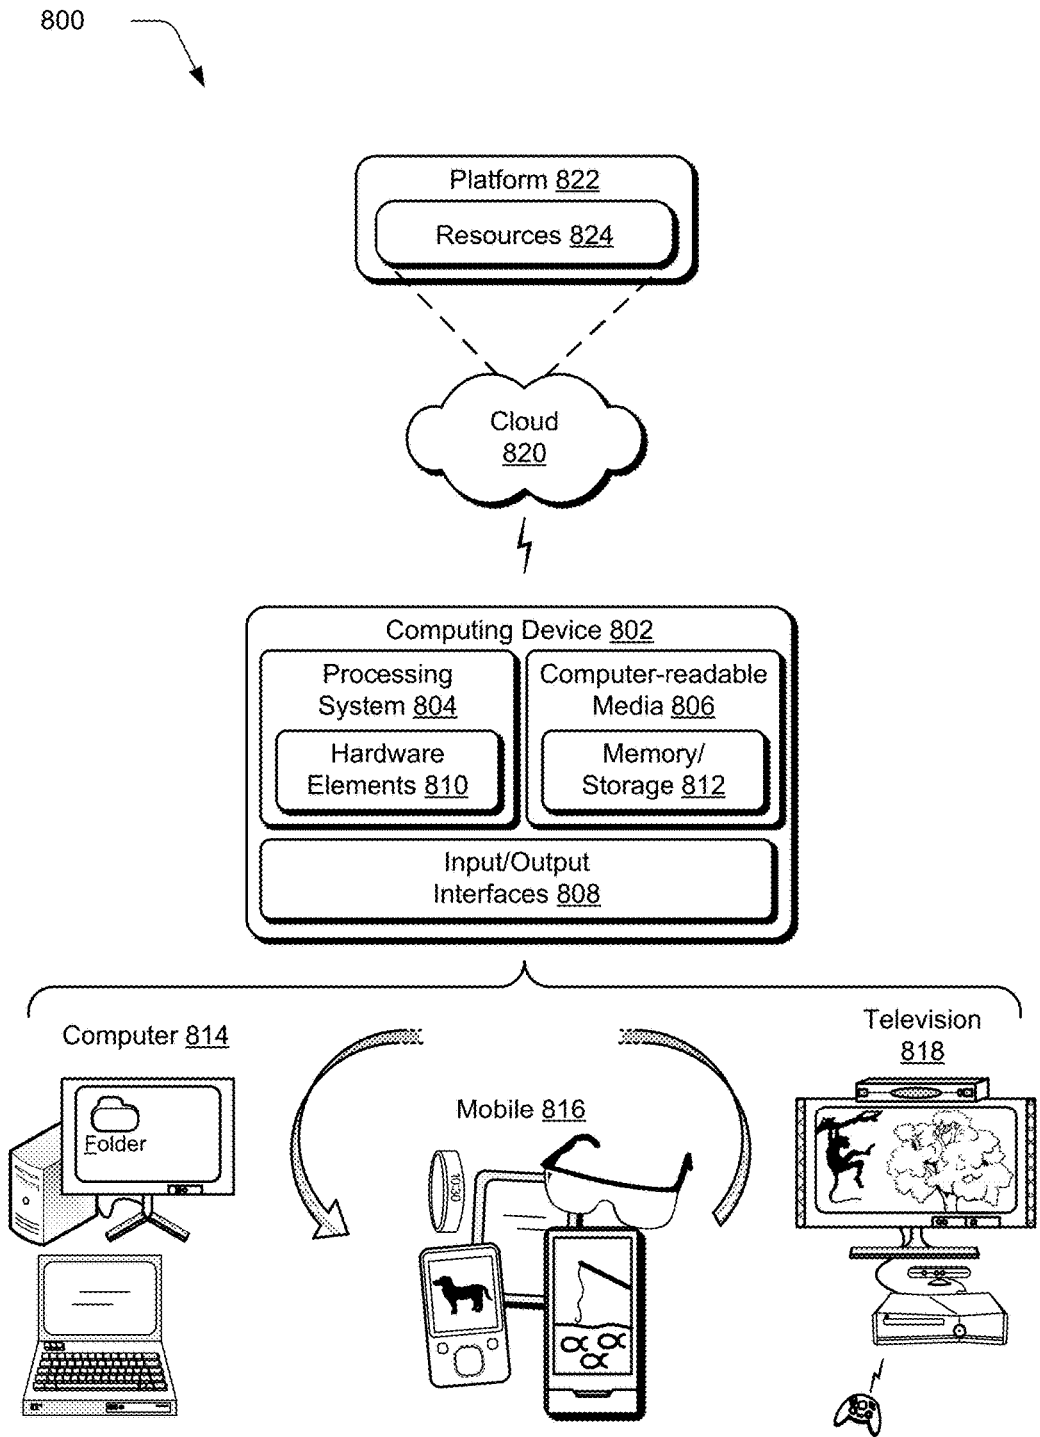 800
Platform 822
Resources 824
Cloud
820
Computing Device 802
Processing
System 804
Hardware
Elements 810
Computer-readable
Media 806
Memory/
Storage 812
Input/Output
Interfaces 808
Computer 814
Folder
Mobile 816
10:30
Television
818